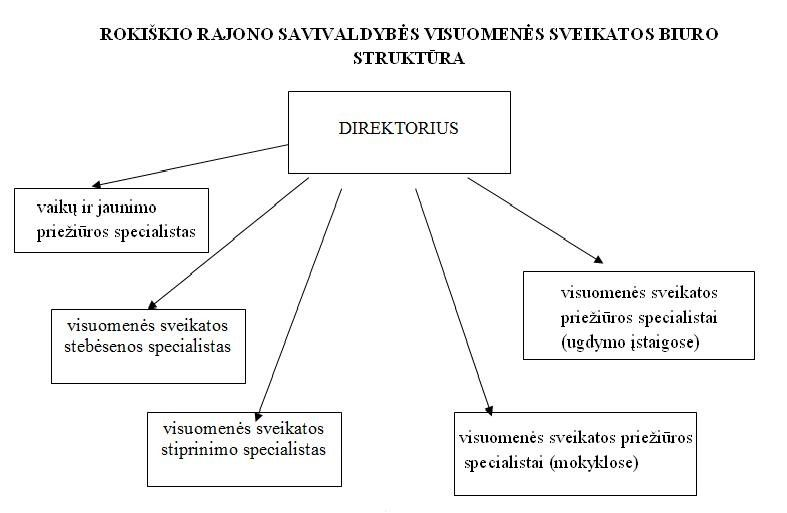 ROKIŠKIO RAJONO SAVIVALDYBĖS VISUOMENĖS SVEIKATOS BIURO
STRUKTŪRA
DIREKTORIUS
vaikų ir jaunimo
priežiūros specialistas
visuomenės sveikatos
stebėsenos specialistas
visuomenės sveikatos
stiprinimo specialistas
visuomenės sveikatos priežiūros
specialistai (mokyklose)
visuomenės sveikatos
priežiūros specialistai
(ugdymo įstaigose)